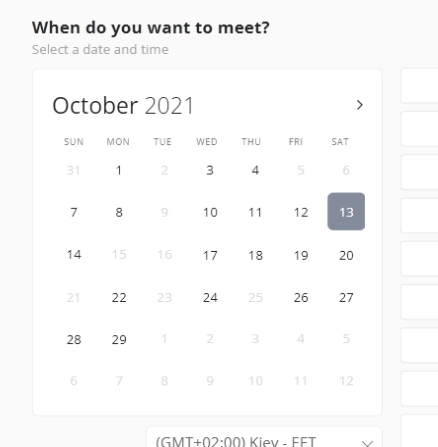 When do you want to meet?
Select a date and time
October 2021
SUN MON TUE WED THU FRI SAT
31 1 2 3 4 5 6
7 8 9 10 11 12 13
14 15 16 17 18 19 20
21 22 23 24 25 26 27
28 29 1 2 3 4 5
6 7 8 9 10 11 12
(GMT+02:00) Kiev - EET